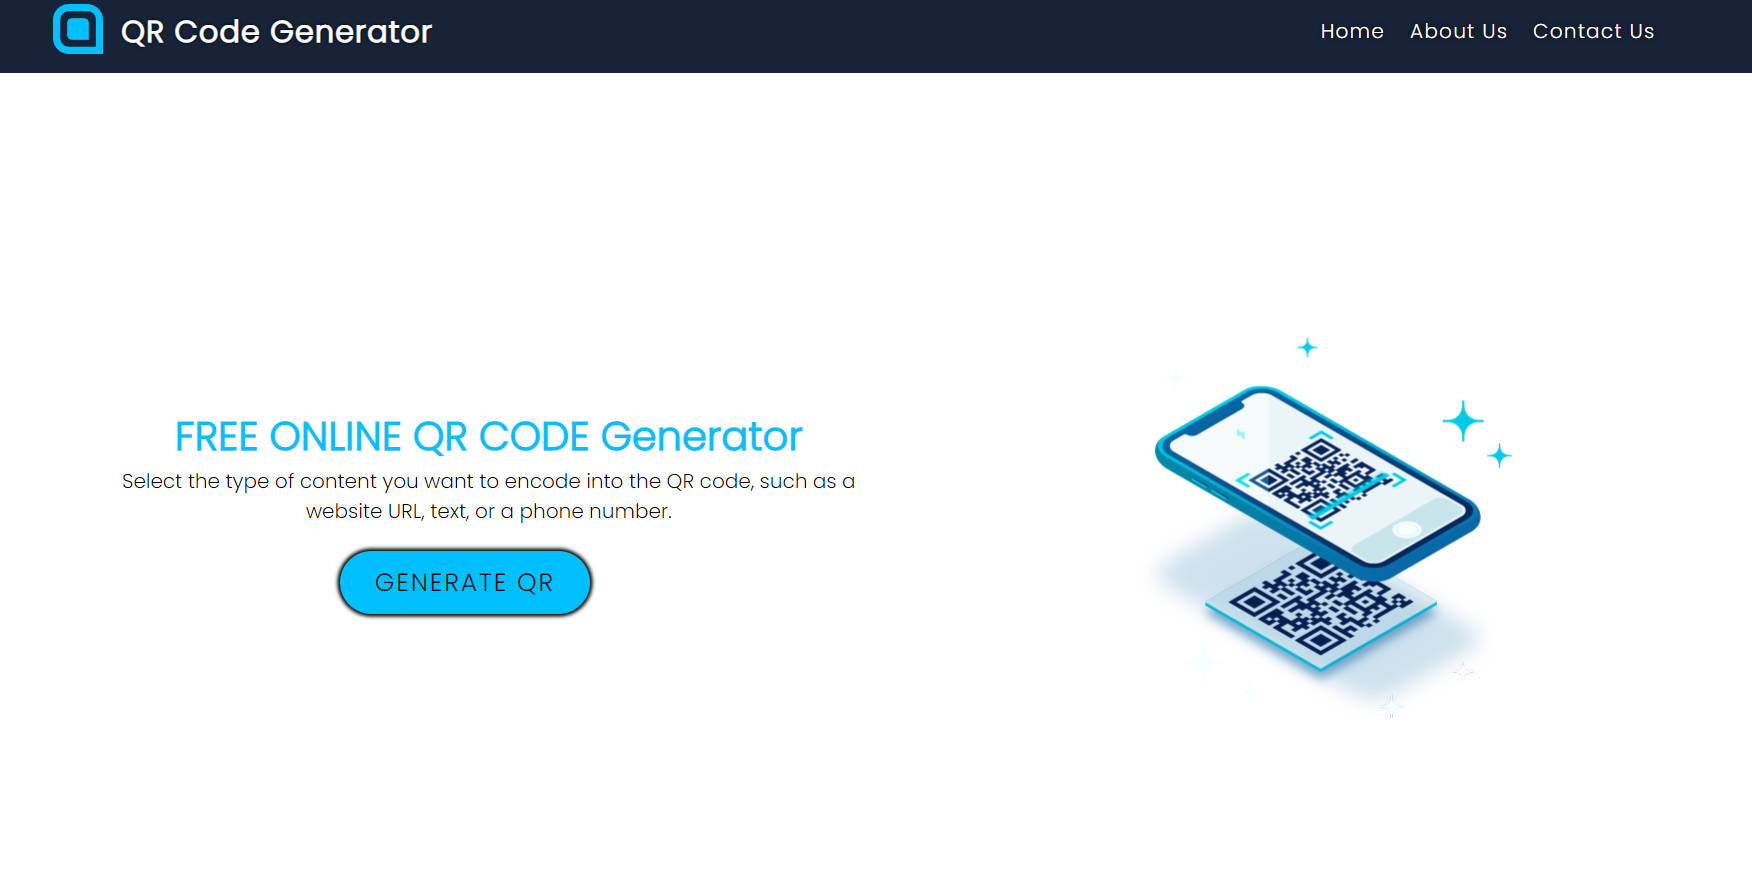 QR Code Generator
Home About Us Contact Us
FREE ONLINE QR CODE Generator
Select the type of content you want to encode into the QR code, such as a
website URL, text, or a phone number.
GENERATE QR